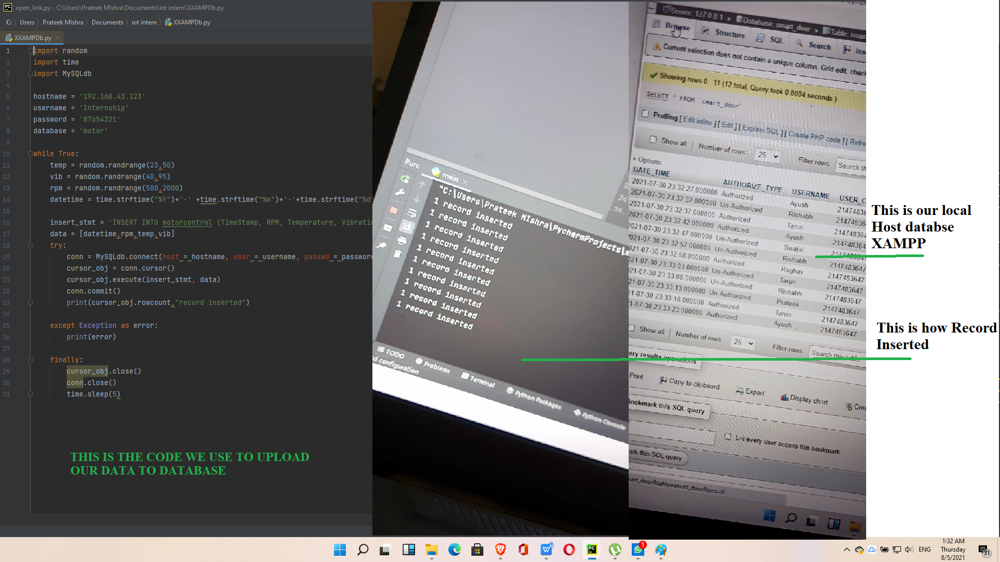 open_link.py - C:\Users\Prateek MIshra\Documents\iot intern\XXAMPDb.py
C: Users Prateek MIshra Documents iot intern XXAMPDb.py
XXAMPDb.py
1 import random
2 import time
3 import MySQLdb
4
5 hostname = '192.168.43.123'
6 username = 'Internship'
7 password = '87654321'
8 database = 'motor'
9
10 while True:
11 temp = random.randrange(23,50)
12 vib = random.randrange(40,95)
13 rpm = random.randrange(500,2000)
14 datetime = time.strftime("%Y")+'-' +time.strftime("%m")+'-'+time.strftime("%d"
15
16 insert_stmt = 'INSERT INTO motorcontrol (TimeStamp, RPM, Temperature, Vibratio
17 data = [datetime,rpm,temp,vib]
18 try:
19 conn = MySQLdb.connect(host = hostname, user = username, passwd = password
20 cursor_obj = conn.cursor()
21 cursor_obj.execute(insert_stmt, data)
22 conn.commit()
23 print(cursor_obj.rowcount,"record inserted")
24
25 except Exception as error:
26 print(error)
27
28 finally:
29 cursor_obj.close()
30 conn.close()
31 time.sleep(5)
THIS IS THE CODE WE USE TO UPLOAD
OUR DATA TO DATABASE
Run: main
"C:\Users\Prateek MIshra\PycharmProjects\x
1 record inserted
1 record inserted
1 record inserted
1 record inserted
1 record inserted
1 record inserted
1 record inserted
1 record inserted
1 record inserted
1 record inserted
TODO Problems Terminal Python Packages Python Console
d configuration
24
25
Server: 127.0.0.1 » Database: smart_door » Table: smar
Browse Structure SQL Search Ins
Current selection does not contain a unique column. Grid edit, check
Showing rows 0 - 11 (12 total, Query took 0.0004 seconds )
SELECT * FROM `smart_door`
Profiling [ Edit inline ] [ Edit ] [ Explain SQL ] [ Create PHP code ] [ Refre
Show all Number of rows: 25 Filter rows: Search th
+ Options
DATE_TIME AUTHORIZE_TYPE USERNAME USER_C
2021-07-30 23:32:27.000000 Authorized Ayush 21474836
2021-07-30 23:32:32.000000 Un-Authorized Rishabh 21474836
2021-07-30 23:32:37.000000 Authorized Tarun 21474836
2021-07-30 23:32:42.000000 Authorized Ayush 21474836
2021-07-30 23:32:47.000000 Un-Authorized Swajal 2147483647
2021-07-30 23:32:52.000000 Un-Authorized Rishabh 2147483647
021-07-30 23:32:58.000000 Authorized Raghav 2147483647
021-07-30 23:33:03.000000 Un-Authorized Tarun 2147483647
021-07-30 23:33:08.000000 Un-Authorized Rishabh 2147483647
21-07-30 23:33:13.000000 Un-Authorized Prateek 2147483647
21-07-30 23:33:18.000000 Authorized Tarun 2147483647
1-07-30 23:33:23.000000 Authorized Ayush 2147483647
Show all Number of rows: 25 Filter rows: Search this table
ery results operations
Print Copy to clipboard Export Display chart Crea
Bookmark this SQL query
Let every user access this bookmark
ark this SQL query
mart_door&table=smart_door&pos=0
This is our local
Host databse
XAMPP
This is how Record
Inserted
ENG
1:32 AM
Thursday
8/5/2021
1
31